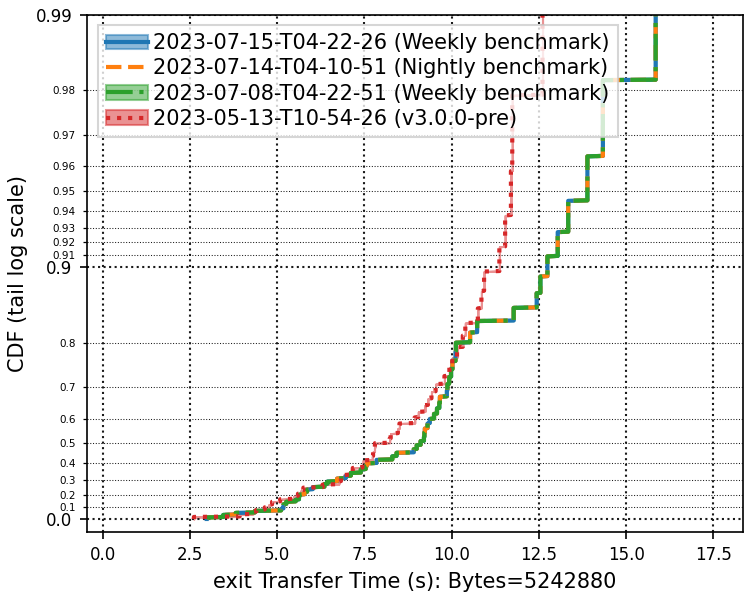 0.99
2023-07-15-T04-22-26 (Weekly benchmark)
2023-07-14-T04-10-51 (Nightly benchmark)
2023-07-08-T04-22-51 (Weekly benchmark)
2023-05-13-T10-54-26 (v3.0.0-pre)
0.98
0.97
0.96
0.95
0.94
0.93
0.92
0.91
0.9
0.8
0.7
0.6
0.5
0.4
0.3
0.2
0.1
0.0
CDF (tail log scale)
0.0 2.5 5.0 7.5 10.0 12.5 15.0 17.5
exit Transfer Time (s): Bytes=5242880